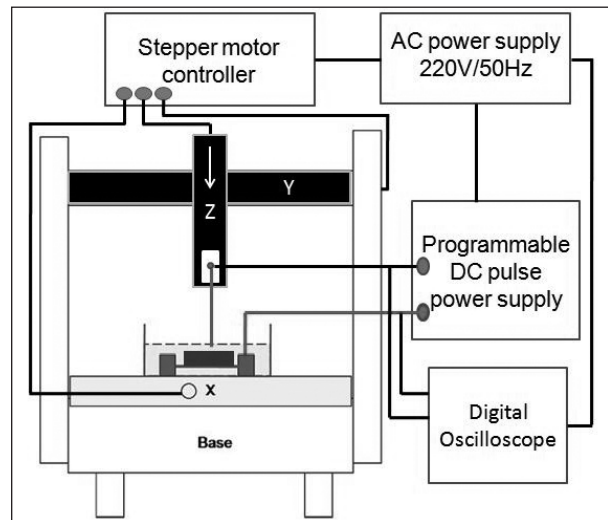 Stepper motor
controller
AC power supply
220V/50Hz
Y
Z
Programmable
DC pulse
power supply
X
Digital
Oscilloscope
Base